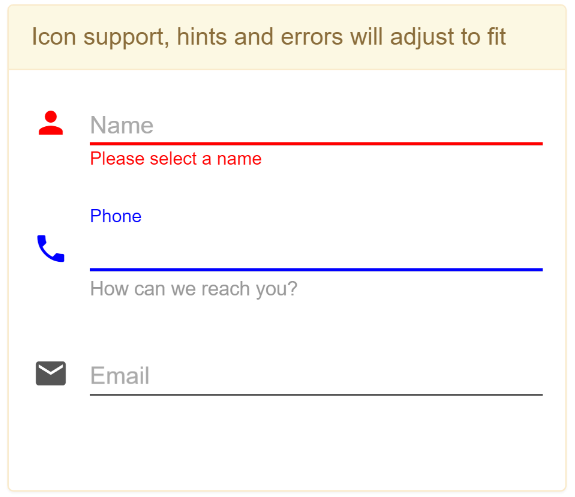 Icon support, hints and errors will adjust to fit
Name
Please select a name
Phone
How can we reach you?
Email